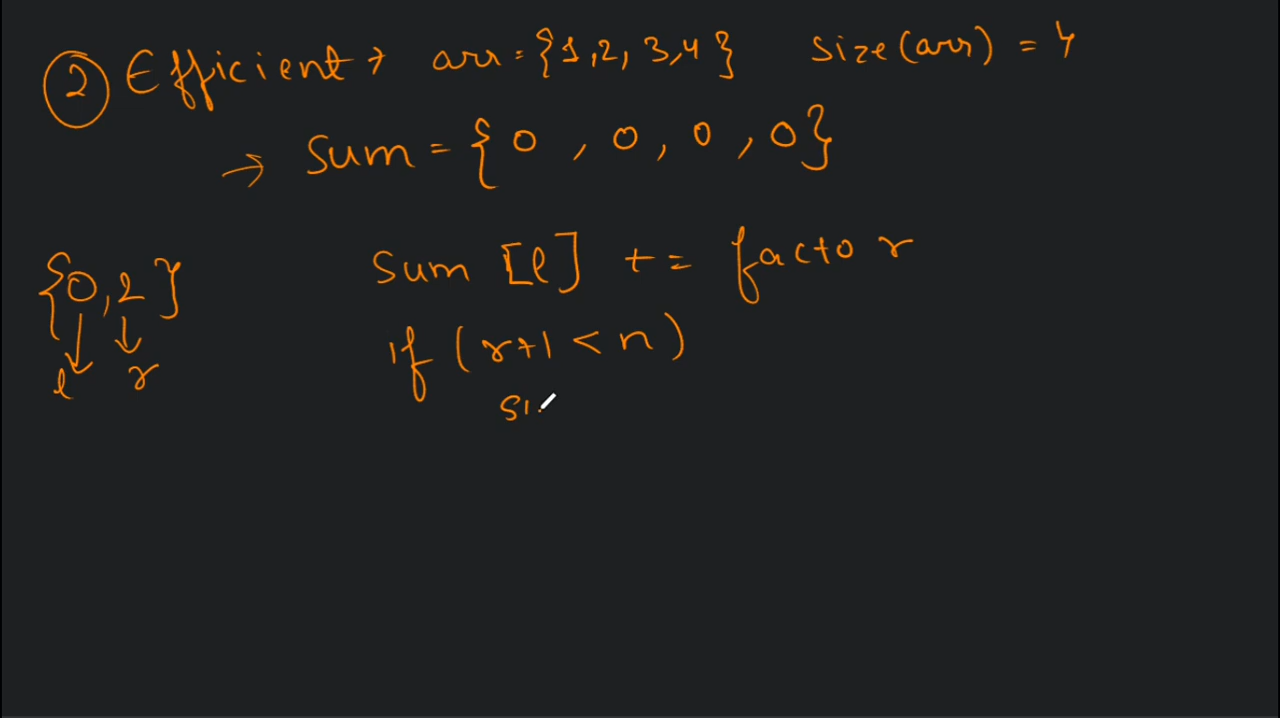 ② Efficient → arr = {1,2, 3,4} size(arr) = 4
→ Sum = {0 , 0 , 0 , 0}
{0,2} Sum [l] += factor
l r if (r+1 < n)